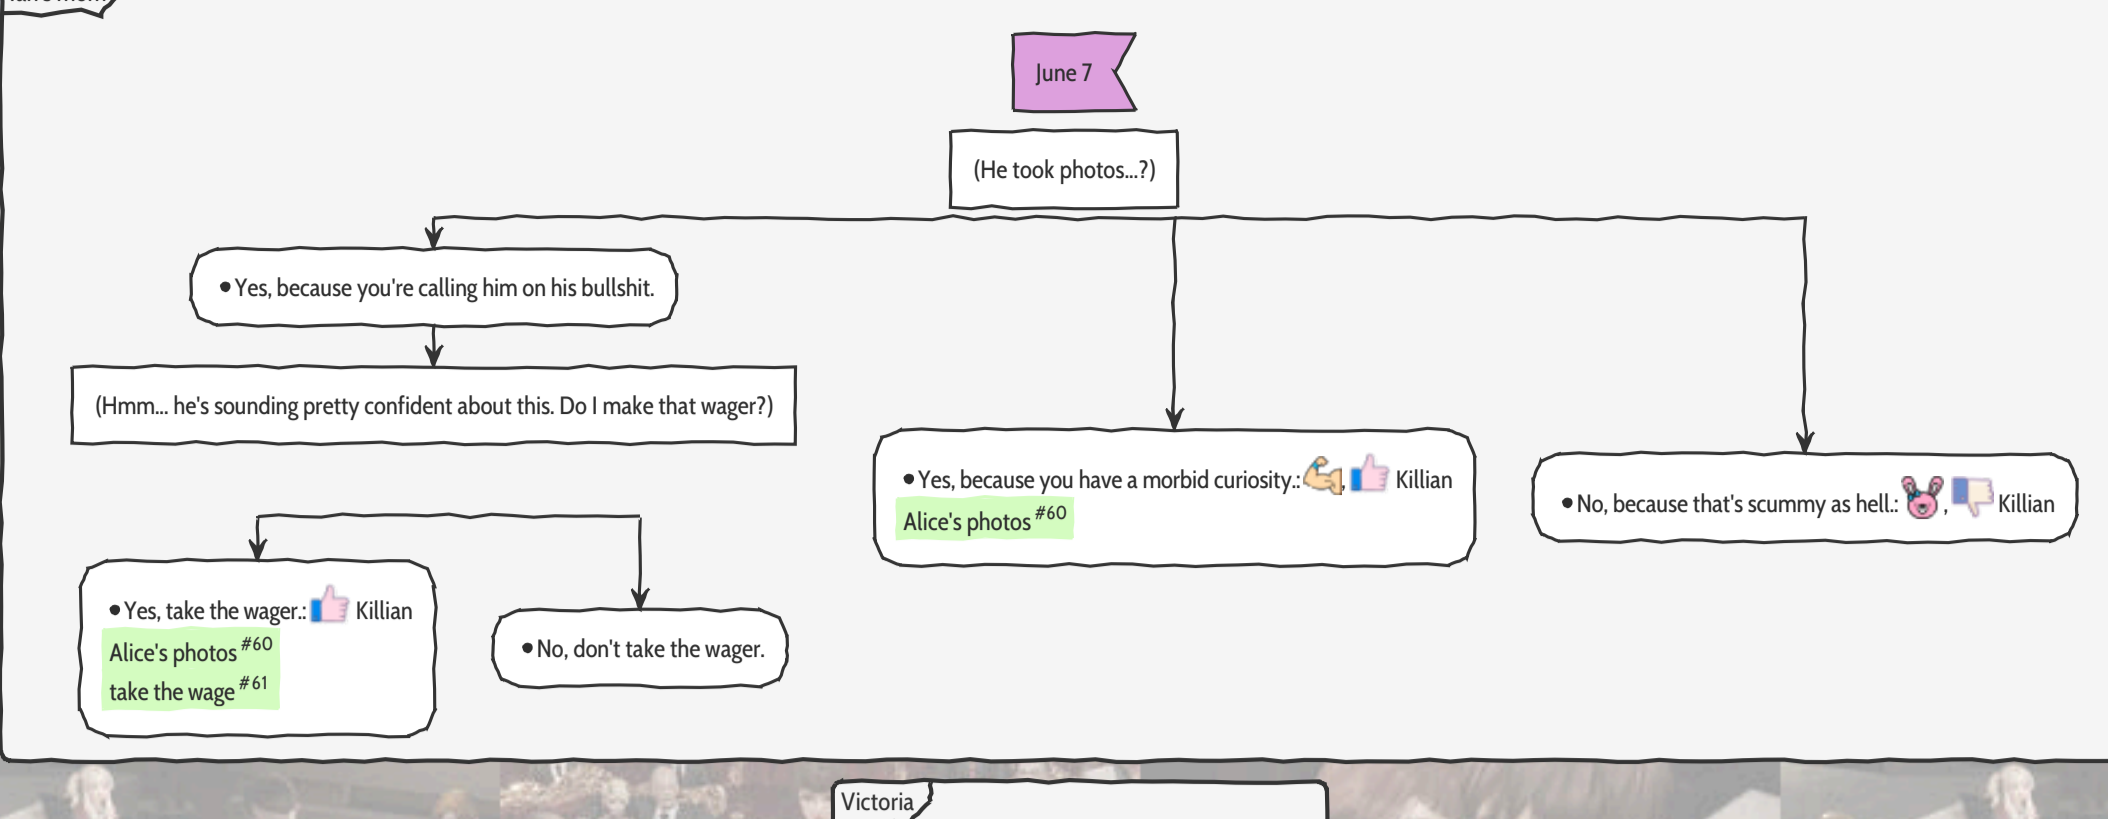 June 7
(He took photos...?)
•Yes, because you're calling him on his bullshit.
(Hmm... he's sounding pretty confident about this. Do I make that wager?)
•Yes, because you have a morbid curiosity.: , Killian
Alice's photos #60
•No, because that's scummy as hell.: , Killian
•Yes, take the wager.: Killian
Alice's photos #60
take the wage #61
•No, don't take the wager.
Victoria